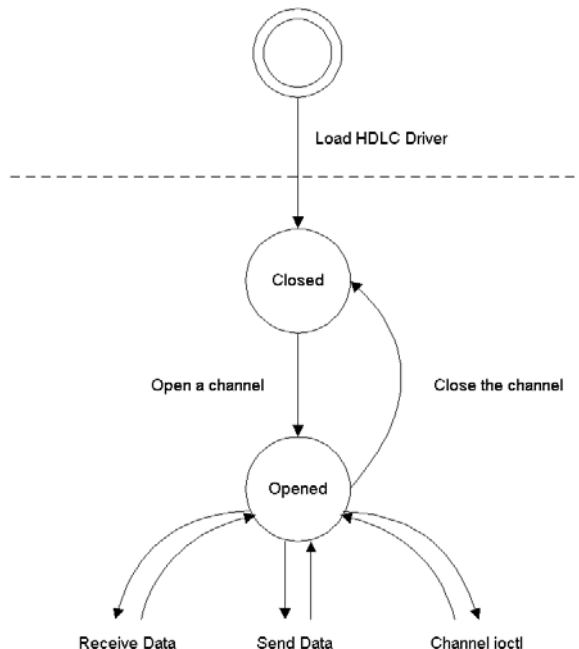 Load HDLC Driver
Closed
Open a channel
Close the channel
Opened
Receive Data
Send Data
Channel ioctl